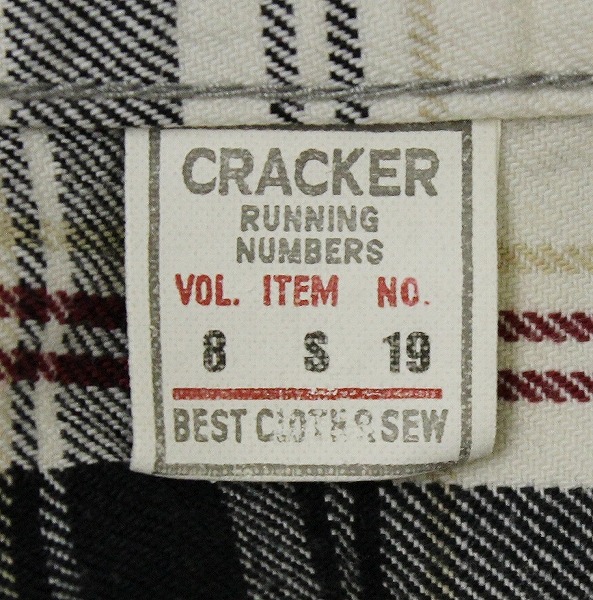 CRACKER
RUNNING
NUMBERS
VOL. ITEM NO.
8 S 19
BEST CLOTH & SEW